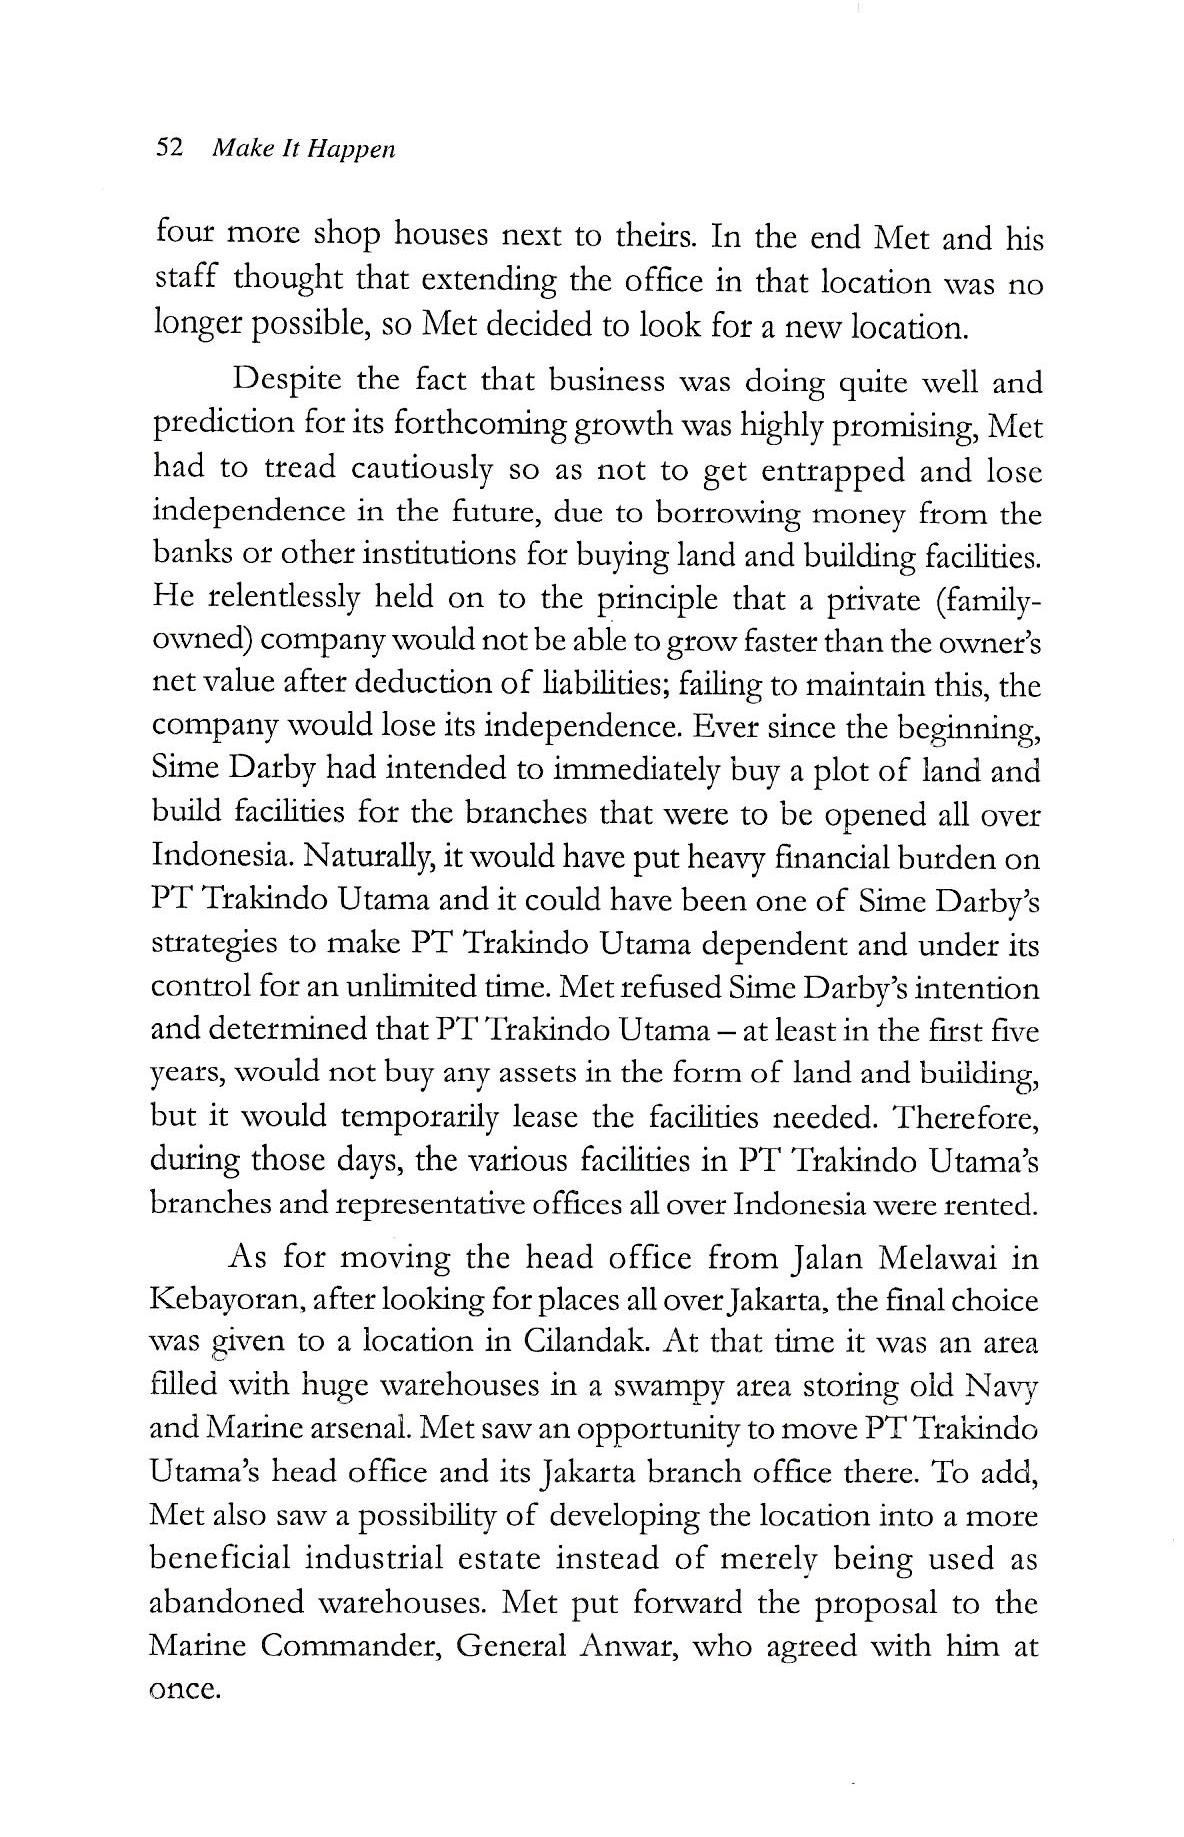 52 Make It Happen
four more shop houses next to theirs. In the end Met and his
staff thought that extending the office in that location was no
longer possible, so Met decided to look for a new location.
Despite the fact that business was doing quite well and
prediction for its forthcoming growth was highly promising, Met
had to tread cautiously so as not to get entrapped and lose
independence in the future, due to borrowing money from the
banks or other institutions for buying land and building facilities.
He relentlessly held on to the principle that a private (family-
owned) company would not be able to grow faster than the owner's
net value after deduction of liabilities; failing to maintain this, the
company would lose its independence. Ever since the beginning,
Sime Darby had intended to immediately buy a plot of land and
build facilities for the branches that were to be opened all over
Indonesia. Naturally, it would have put heavy financial burden on
PT Trakindo Utama and it could have been one of Sime Darby's
strategies to make PT Trakindo Utama dependent and under its
control for an unlimited time. Met refused Sime Darby's intention
and determined that PT Trakindo Utama – at least in the first five
years, would not buy any assets in the form of land and building,
but it would temporarily lease the facilities needed. Therefore,
during those days, the various facilities in PT Trakindo Utama's
branches and representative offices all over Indonesia were rented.
As for moving the head office from Jalan Melawai in
Kebayoran, after looking for places all over Jakarta, the final choice
was given to a location in Cilandak. At that time it was an area
filled with huge warehouses in a swampy area storing old Navy
and Marine arsenal. Met saw an opportunity to move PT Trakindo
Utama's head office and its Jakarta branch office there. To add,
Met also saw a possibility of developing the location into a more
beneficial industrial estate instead of merely being used as
abandoned warehouses. Met put forward the proposal to the
Marine Commander, General Anwar, who agreed with him at
once.